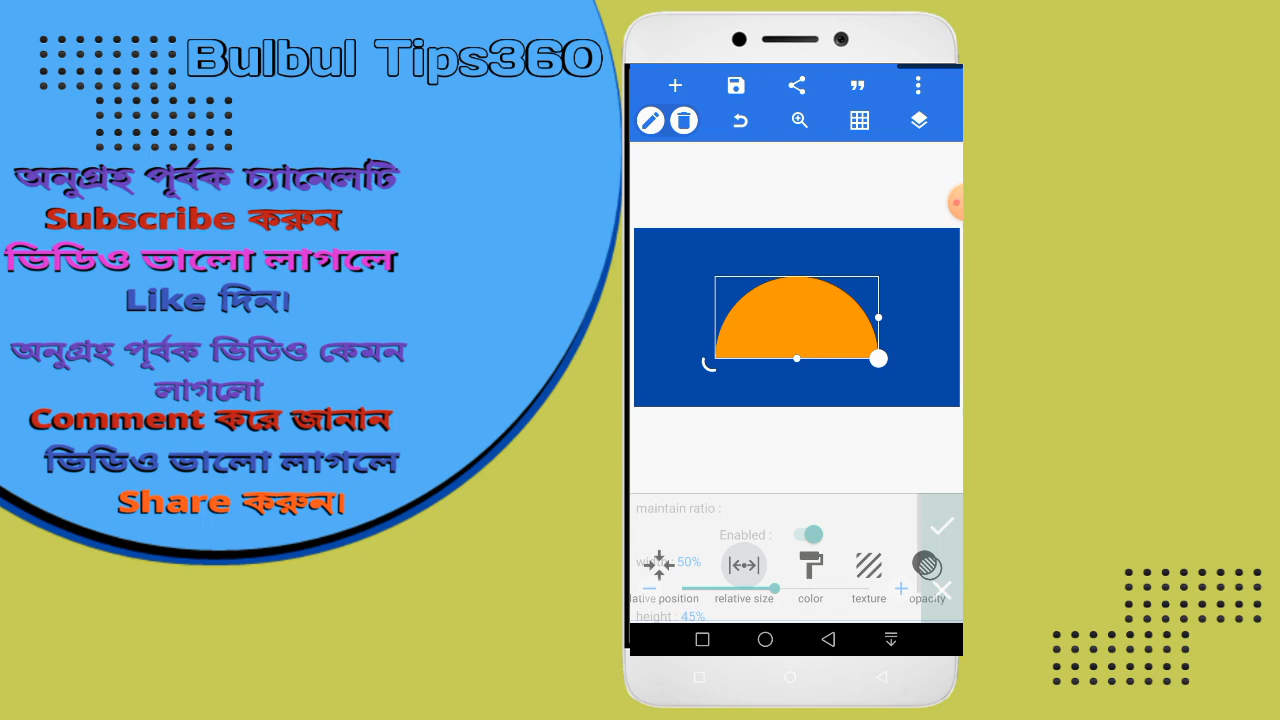 Bulbul Tips360
অনুগ্রহ পূর্বক চ্যানেলটি
Subscribe করুন
ভিডিও ভালো লাগলে
Like দিন।
অনুগ্রহ পূর্বক ভিডিও কেমন
লাগলো
Comment করে জানান
ভিডিও ভালো লাগলে
Share করুন।
maintain ratio :
Enabled :
width : 50%
lative position relative size color texture opacity
height : 45%